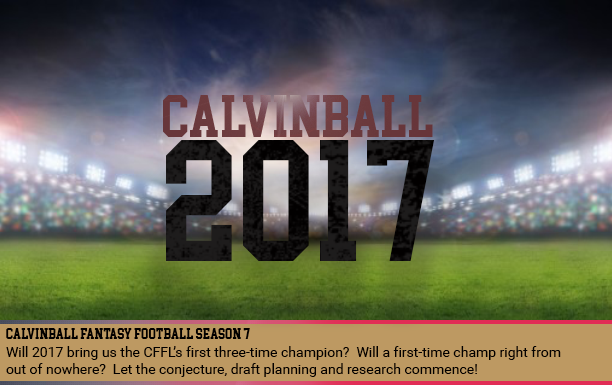 CALVINBALL
2017
CALVINBALL FANTASY FOOTBALL SEASON 7
Will 2017 bring us the CFFL's first three-time champion?  Will a first-time champ right from
out of nowhere?  Let the conjecture, draft planning and research commence!